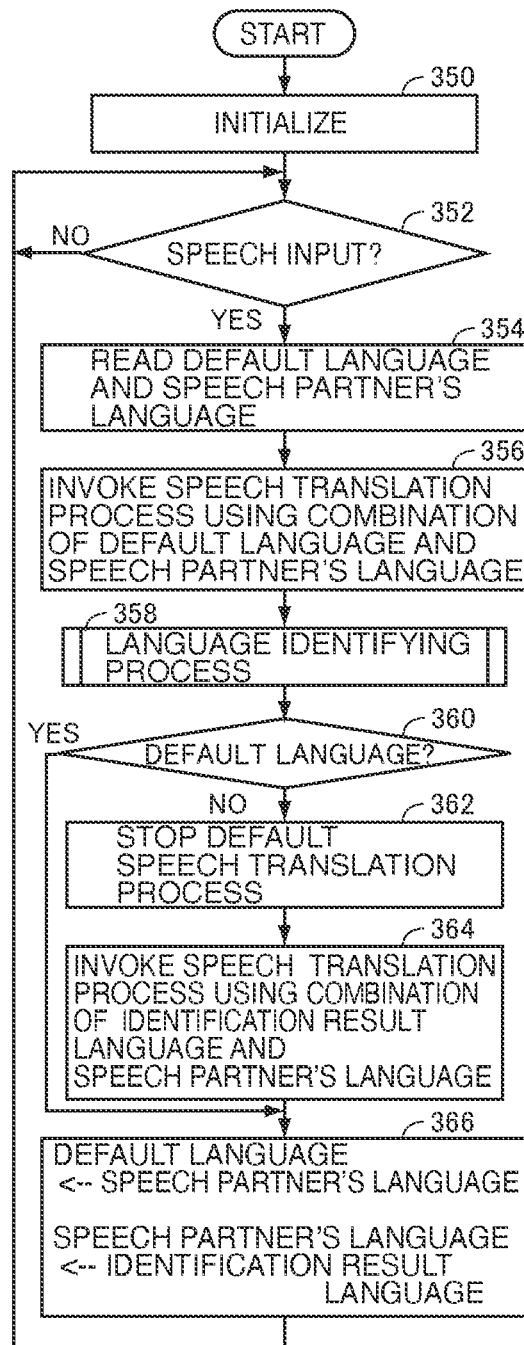 START
350
INITIALIZE
352
NO
SPEECH INPUT?
YES
354
READ DEFAULT LANGUAGE
AND SPEECH PARTNER'S
LANGUAGE
356
INVOKE SPEECH TRANSLATION
PROCESS USING COMBINATION
OF DEFAULT LANGUAGE AND
SPEECH PARTNER'S LANGUAGE
358
LANGUAGE IDENTIFYING
PROCESS
360
YES
DEFAULT LANGUAGE?
NO
362
STOP DEFAULT
SPEECH TRANSLATION
PROCESS
364
INVOKE SPEECH TRANSLATION
PROCESS USING COMBINATION
OF IDENTIFICATION RESULT
LANGUAGE AND
SPEECH PARTNER'S LANGUAGE
366
DEFAULT LANGUAGE
<-- SPEECH PARTNER'S LANGUAGE
SPEECH PARTNER'S LANGUAGE
<-- IDENTIFICATION RESULT
LANGUAGE